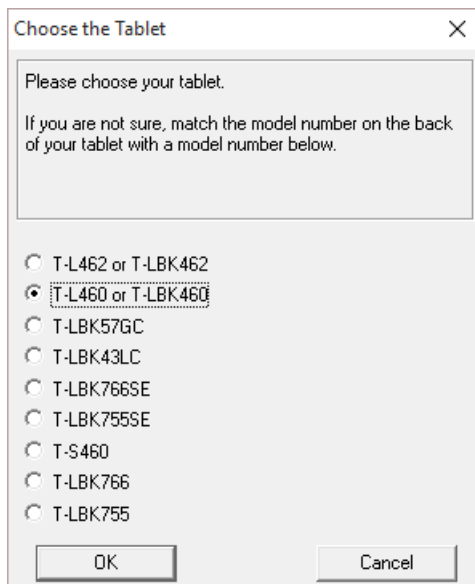 Choose the Tablet
Please choose your tablet.
If you are not sure, match the model number on the back
of your tablet with a model number below.
T-L462 or T-LBK462
T-L460 or T-LBK460
T-LBK57GC
T-LBK43LC
T-LBK766SE
T-LBK755SE
T-S460
T-LBK766
T-LBK755
OK Cancel